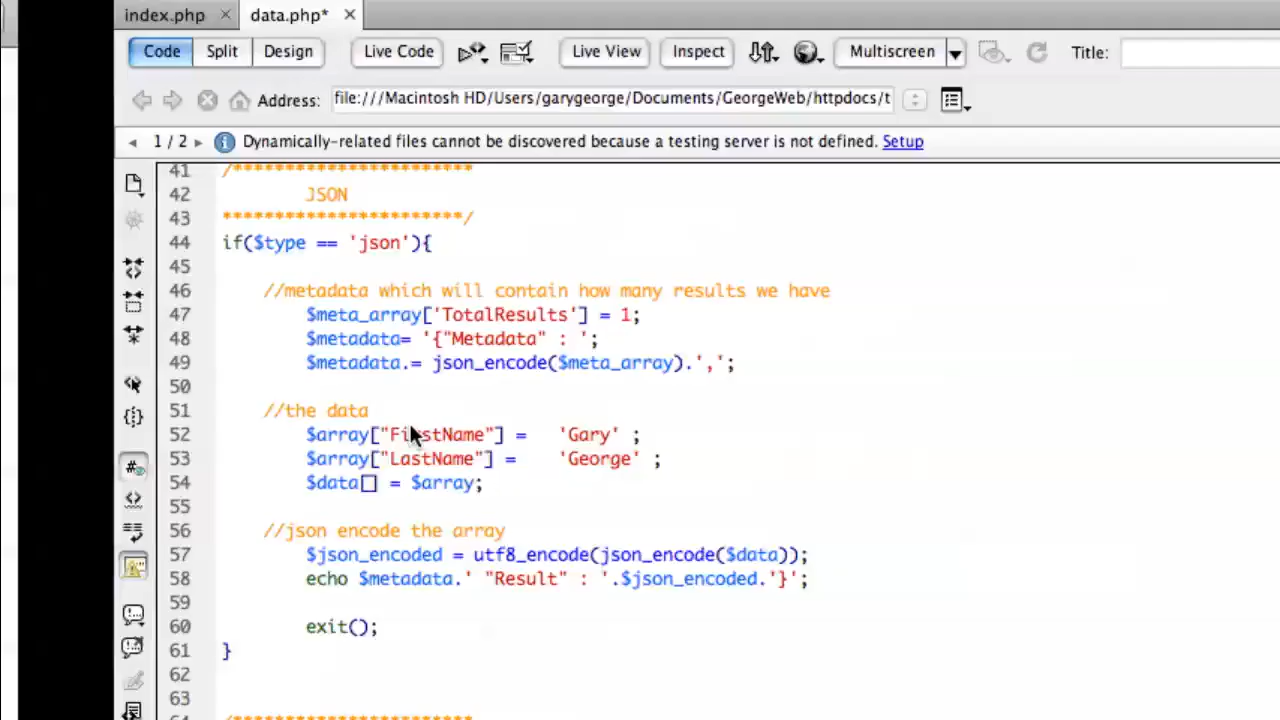 index.php × data.php* ×
Code Split Design Live Code Live View Inspect Multiscreen Title:
Address: file:///Macintosh HD/Users/garygeorge/Documents/GeorgeWeb/httpdocs/t
1 / 2 Dynamically-related files cannot be discovered because a testing server is not defined. Setup
41 /***********************
42 JSON
43 ***********************/
44 if($type == 'json'){
45
46 //metadata which will contain how many results we have
47 $meta_array['TotalResults'] = 1;
48 $metadata= '{"Metadata" : ';
49 $metadata.= json_encode($meta_array).',';
50
51 //the data
52 $array["FirstName"] = 'Gary' ;
53 $array["LastName"] = 'George' ;
54 $data[] = $array;
55
56 //json encode the array
57 $json_encoded = utf8_encode(json_encode($data));
58 echo $metadata.' "Result" : '.$json_encoded.'}';
59
60 exit();
61 }
62
63
64 /***********************